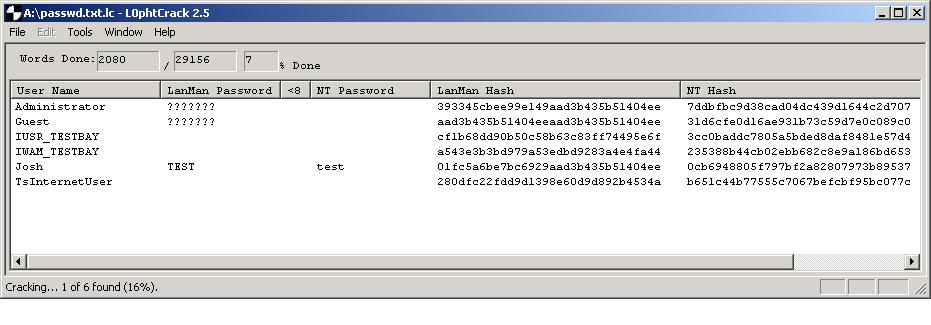 A:\passwd.txt.lc - L0phtCrack 2.5
File Edit Tools Window Help
Words Done: 2080 / 29156 7 % Done
User Name LanMan Password <8 NT Password LanMan Hash NT Hash
Administrator ??????? 393345cbee99e149aad3b435b51404ee 7ddbfbc9d38cad04dc439d1644c2d707
Guest ??????? aad3b435b51404eeaad3b435b51404ee 31d6cfe0d16ae931b73c59d7e0c089c0
IUSR_TESTBAY cf1b68dd90b50c58b63c83ff74495e6f 3cc0baddc7805a5bded8daf8481e57d4
IWAM_TESTBAY a543e3b3bd979a53edbd9283a4e4fa44 235388b44cb02ebb682c8e9a186bd653
Josh TEST test 01fc5a6be7bc6929aad3b435b51404ee 0cb6948805f797bf2a82807973b89537
TsInternetUser 280dfc22fdd9d1398e60d9d892b4534a b651c44b77555c7067befcbf95bc077c
Cracking... 1 of 6 found (16%).